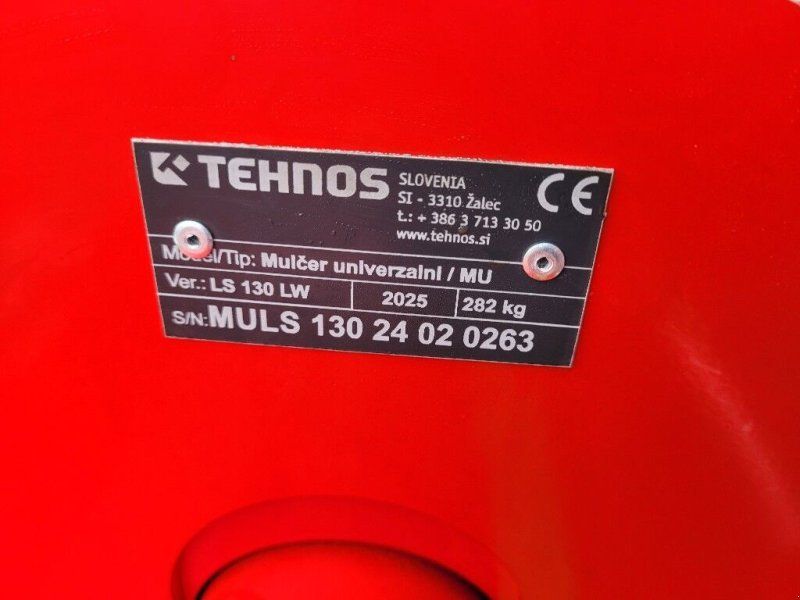 TEHNOS
SLOVENIA
SI - 3310 Žalec
t.: + 386 3 713 30 50
www.tehnos.si
CE
Model/Tip: Mulčer univerzalni / MU
Ver.: LS 130 LW 2025 282 kg
S/N: MULS 130 24 02 0263